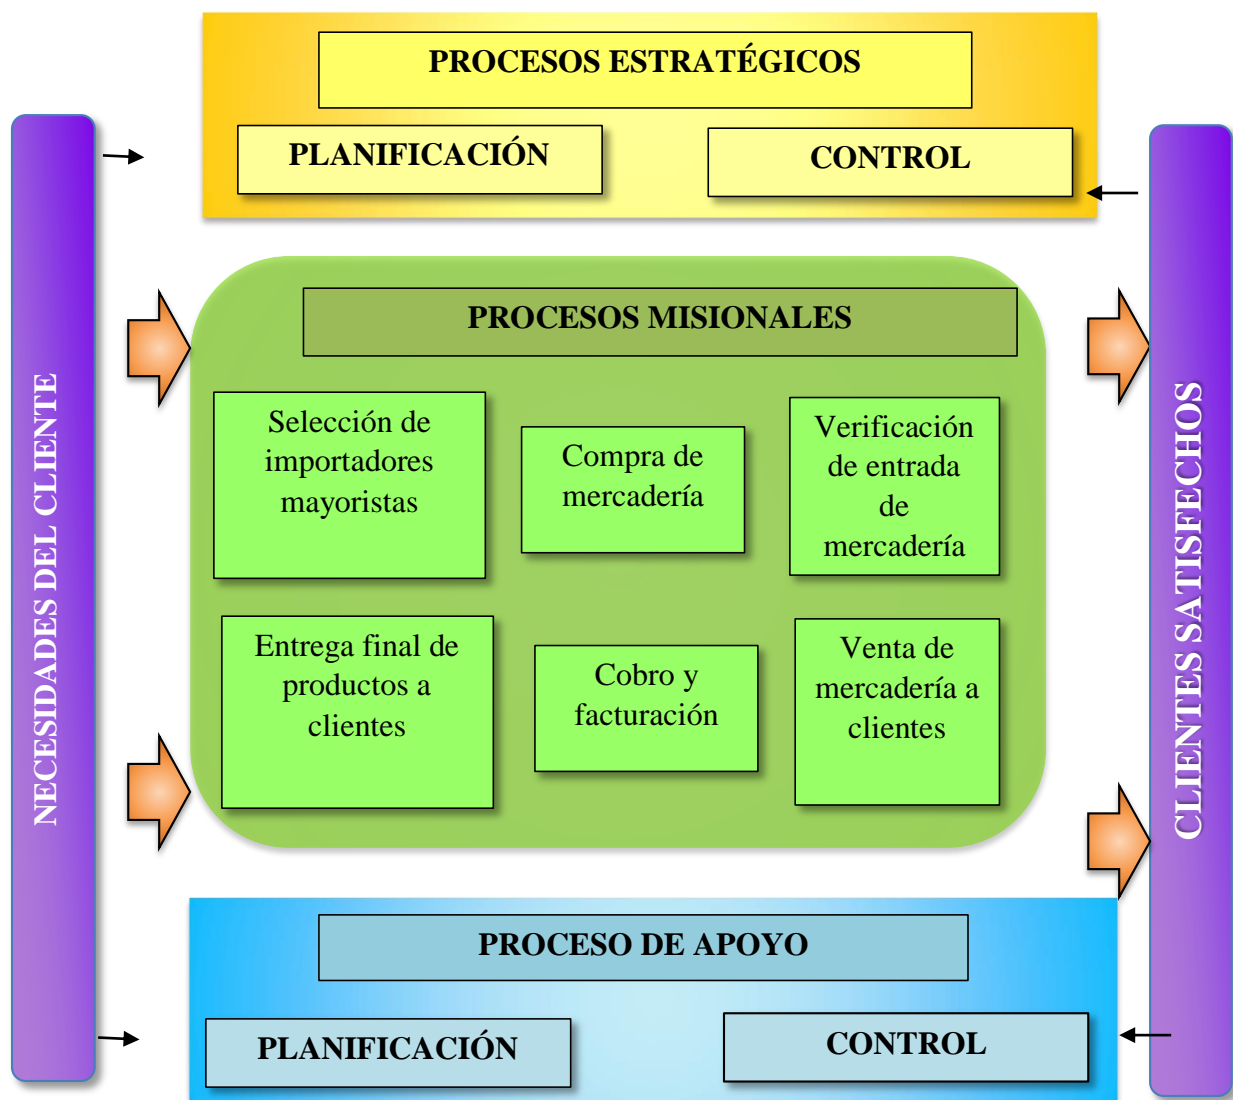 PROCESOS ESTRATÉGICOS
PLANIFICACIÓN
CONTROL
NECESIDADES DEL CLIENTE
PROCESOS MISIONALES
Selección de
importadores
mayoristas
Compra de
mercadería
Verificación
de entrada
de
mercadería
Entrega final de
productos a
clientes
Cobro y
facturación
Venta de
mercadería a
clientes
CLIENTES SATISFECHOS
PROCESO DE APOYO
PLANIFICACIÓN
CONTROL